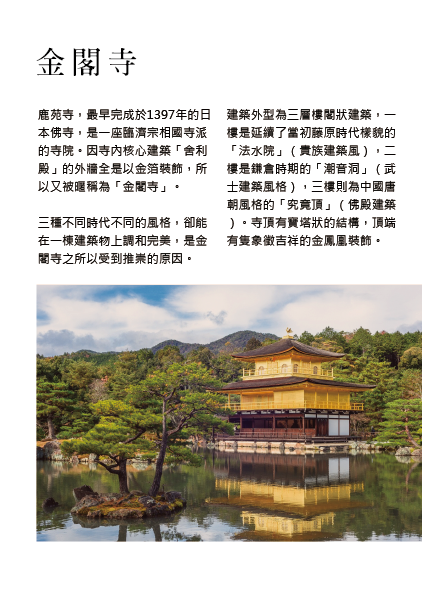 金閣寺
鹿苑寺，最早完成於1397年的日
本佛寺，是一座臨濟宗相國寺派
的寺院。因寺內核心建築「舍利
殿」的外牆全是以金箔裝飾，所
以又被暱稱為「金閣寺」。
三種不同時代不同的風格，卻能
在一棟建築物上調和完美，是金
閣寺之所以受到推崇的原因。
建築外型為三層樓閣狀建築，一
樓是延續了當初藤原時代樣貌的
「法水院」（貴族建築風），二
樓是鎌倉時期的「潮音洞」（武
士建築風格），三樓則為中國唐
朝風格的「究竟頂」（佛殿建築
）。寺頂有寶塔狀的結構，頂端
有隻象徵吉祥的金鳳凰裝飾。